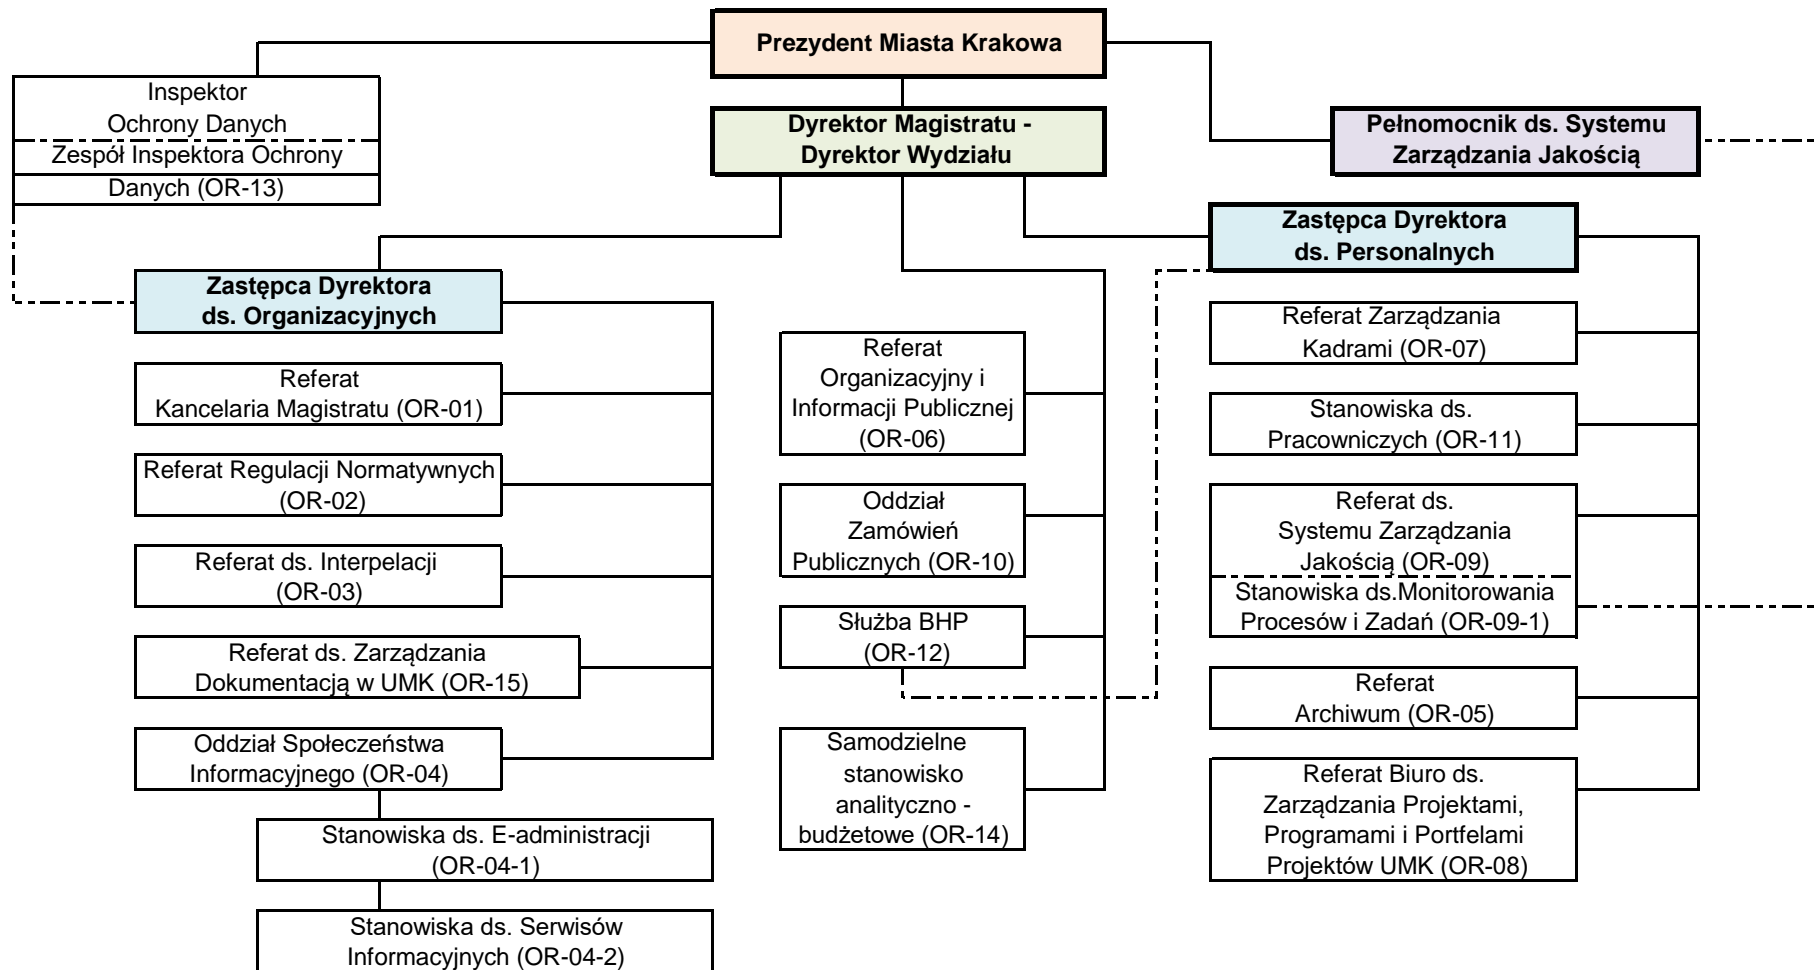 Prezydent Miasta Krakowa
Inspektor
Ochrony Danych
Zespół Inspektora Ochrony
Danych (OR-13)
Dyrektor Magistratu -
Dyrektor Wydziału
Pełnomocnik ds. Systemu
Zarządzania Jakością
Zastępca Dyrektora
ds. Organizacyjnych
Referat
Kancelaria Magistratu (OR-01)
Referat Regulacji Normatywnych
(OR-02)
Referat ds. Interpelacji
(OR-03)
Referat ds. Zarządzania
Dokumentacją w UMK (OR-15)
Oddział Społeczeństwa
Informacyjnego (OR-04)
Stanowiska ds. E-administracji
(OR-04-1)
Stanowiska ds. Serwisów
Informacyjnych (OR-04-2)
Referat
Organizacyjny i
Informacji Publicznej
(OR-06)
Oddział
Zamówień
Publicznych (OR-10)
Służba BHP
(OR-12)
Samodzielne
stanowisko
analityczno -
budżetowe (OR-14)
Zastępca Dyrektora
ds. Personalnych
Referat Zarządzania
Kadrami (OR-07)
Stanowiska ds.
Pracowniczych (OR-11)
Referat ds.
Systemu Zarządzania
Jakością (OR-09)
Stanowiska ds.Monitorowania
Procesów i Zadań (OR-09-1)
Referat
Archiwum (OR-05)
Referat Biuro ds.
Zarządzania Projektami,
Programami i Portfelami
Projektów UMK (OR-08)